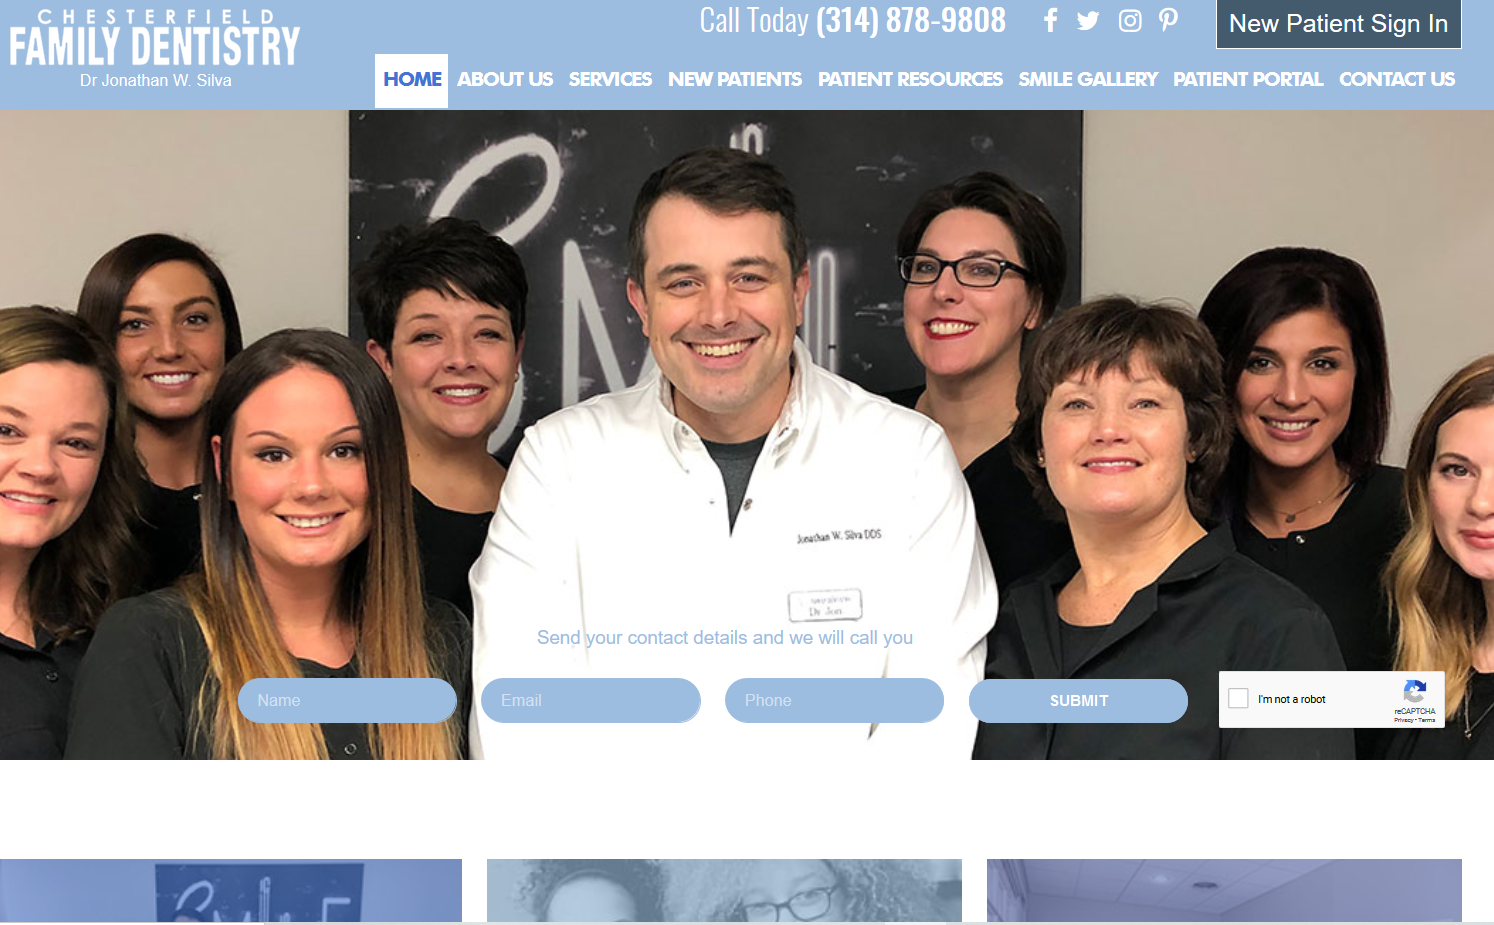 CHESTERFIELD
FAMILY DENTISTRY
Dr Jonathan W. Silva
Call Today (314) 878-9808
New Patient Sign In
HOME ABOUT US SERVICES NEW PATIENTS PATIENT RESOURCES SMILE GALLERY PATIENT PORTAL CONTACT US
Jonathan W. Silva DDS
Dr Jon
Send your contact details and we will call you
Name
Email
Phone
SUBMIT
I'm not a robot
reCAPTCHA
Privacy - Terms